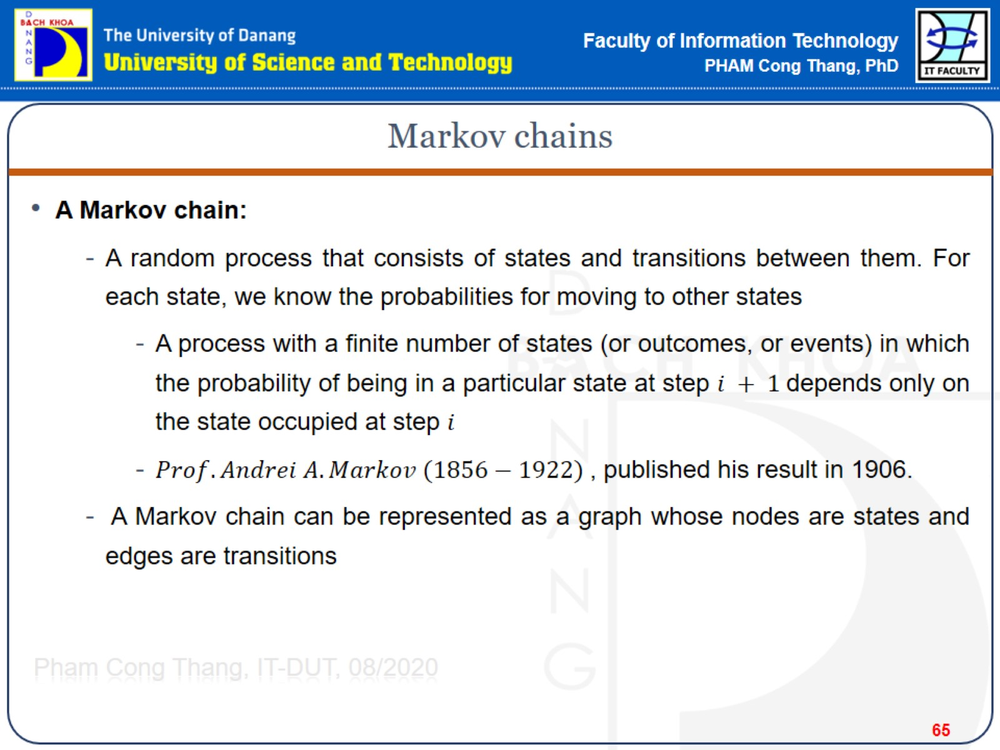 D
BACH KHOA
N
A
N
G
The University of Danang
University of Science and Technology
Faculty of Information Technology
PHAM Cong Thang, PhD
IT FACULTY
Markov chains
• A Markov chain:
- A random process that consists of states and transitions between them. For
each state, we know the probabilities for moving to other states
- A process with a finite number of states (or outcomes, or events) in which
the probability of being in a particular state at step i + 1 depends only on
the state occupied at step i
- Prof. Andrei A. Markov (1856 − 1922) , published his result in 1906.
- A Markov chain can be represented as a graph whose nodes are states and
edges are transitions
D
BACH KHOA
N
A
N
G
Pham Cong Thang, IT-DUT, 08/2020
65